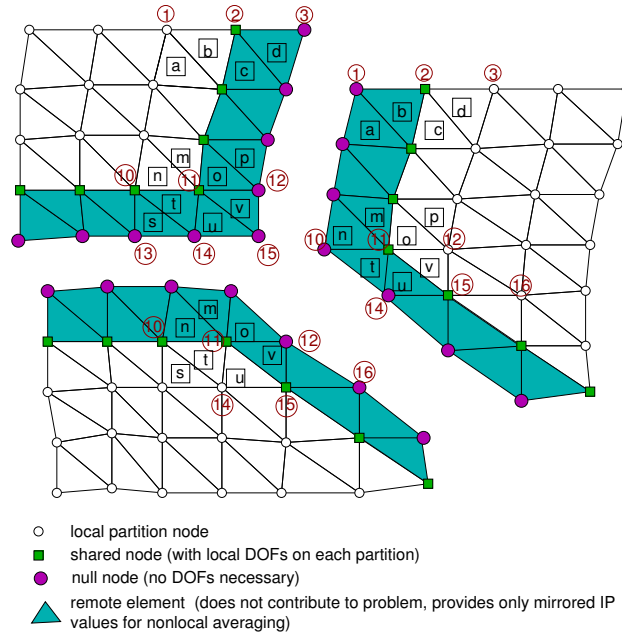 1 2 3
b
a c d
m
n p
10 11 o 12
t
s u v
13 14 15
1 2 3
b d
a c
m p
n o
10 11 12
t v
u
14 15 16
m
n o
10 11 12
t v
s u
16
14 15
local partition node
shared node (with local DOFs on each partition)
null node (no DOFs necessary)
remote element (does not contribute to problem, provides only mirrored IP
values for nonlocal averaging)